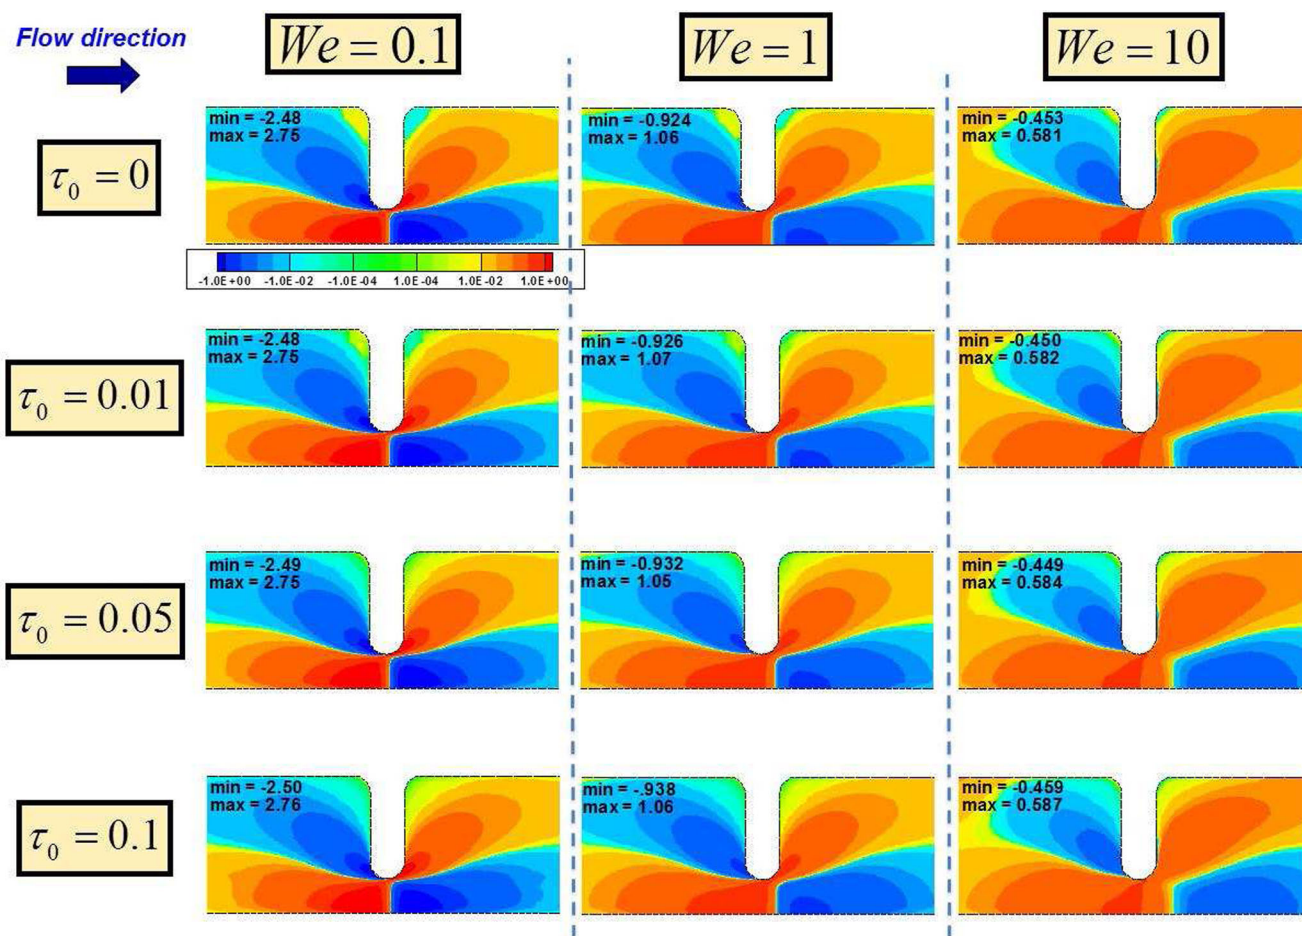 Flow direction
We = 0.1
We = 1
We = 10
τ₀ = 0
min = -2.48
max = 2.75
min = -0.924
max = 1.06
min = -0.453
max = 0.581
-1.0E+00 -1.0E-02 -1.0E-04 1.0E-04 1.0E-02 1.0E+00
τ₀ = 0.01
min = -2.48
max = 2.75
min = -0.926
max = 1.07
min = -0.450
max = 0.582
τ₀ = 0.05
min = -2.49
max = 2.75
min = -0.932
max = 1.05
min = -0.449
max = 0.584
τ₀ = 0.1
min = -2.50
max = 2.76
min = -.938
max = 1.06
min = -0.459
max = 0.587